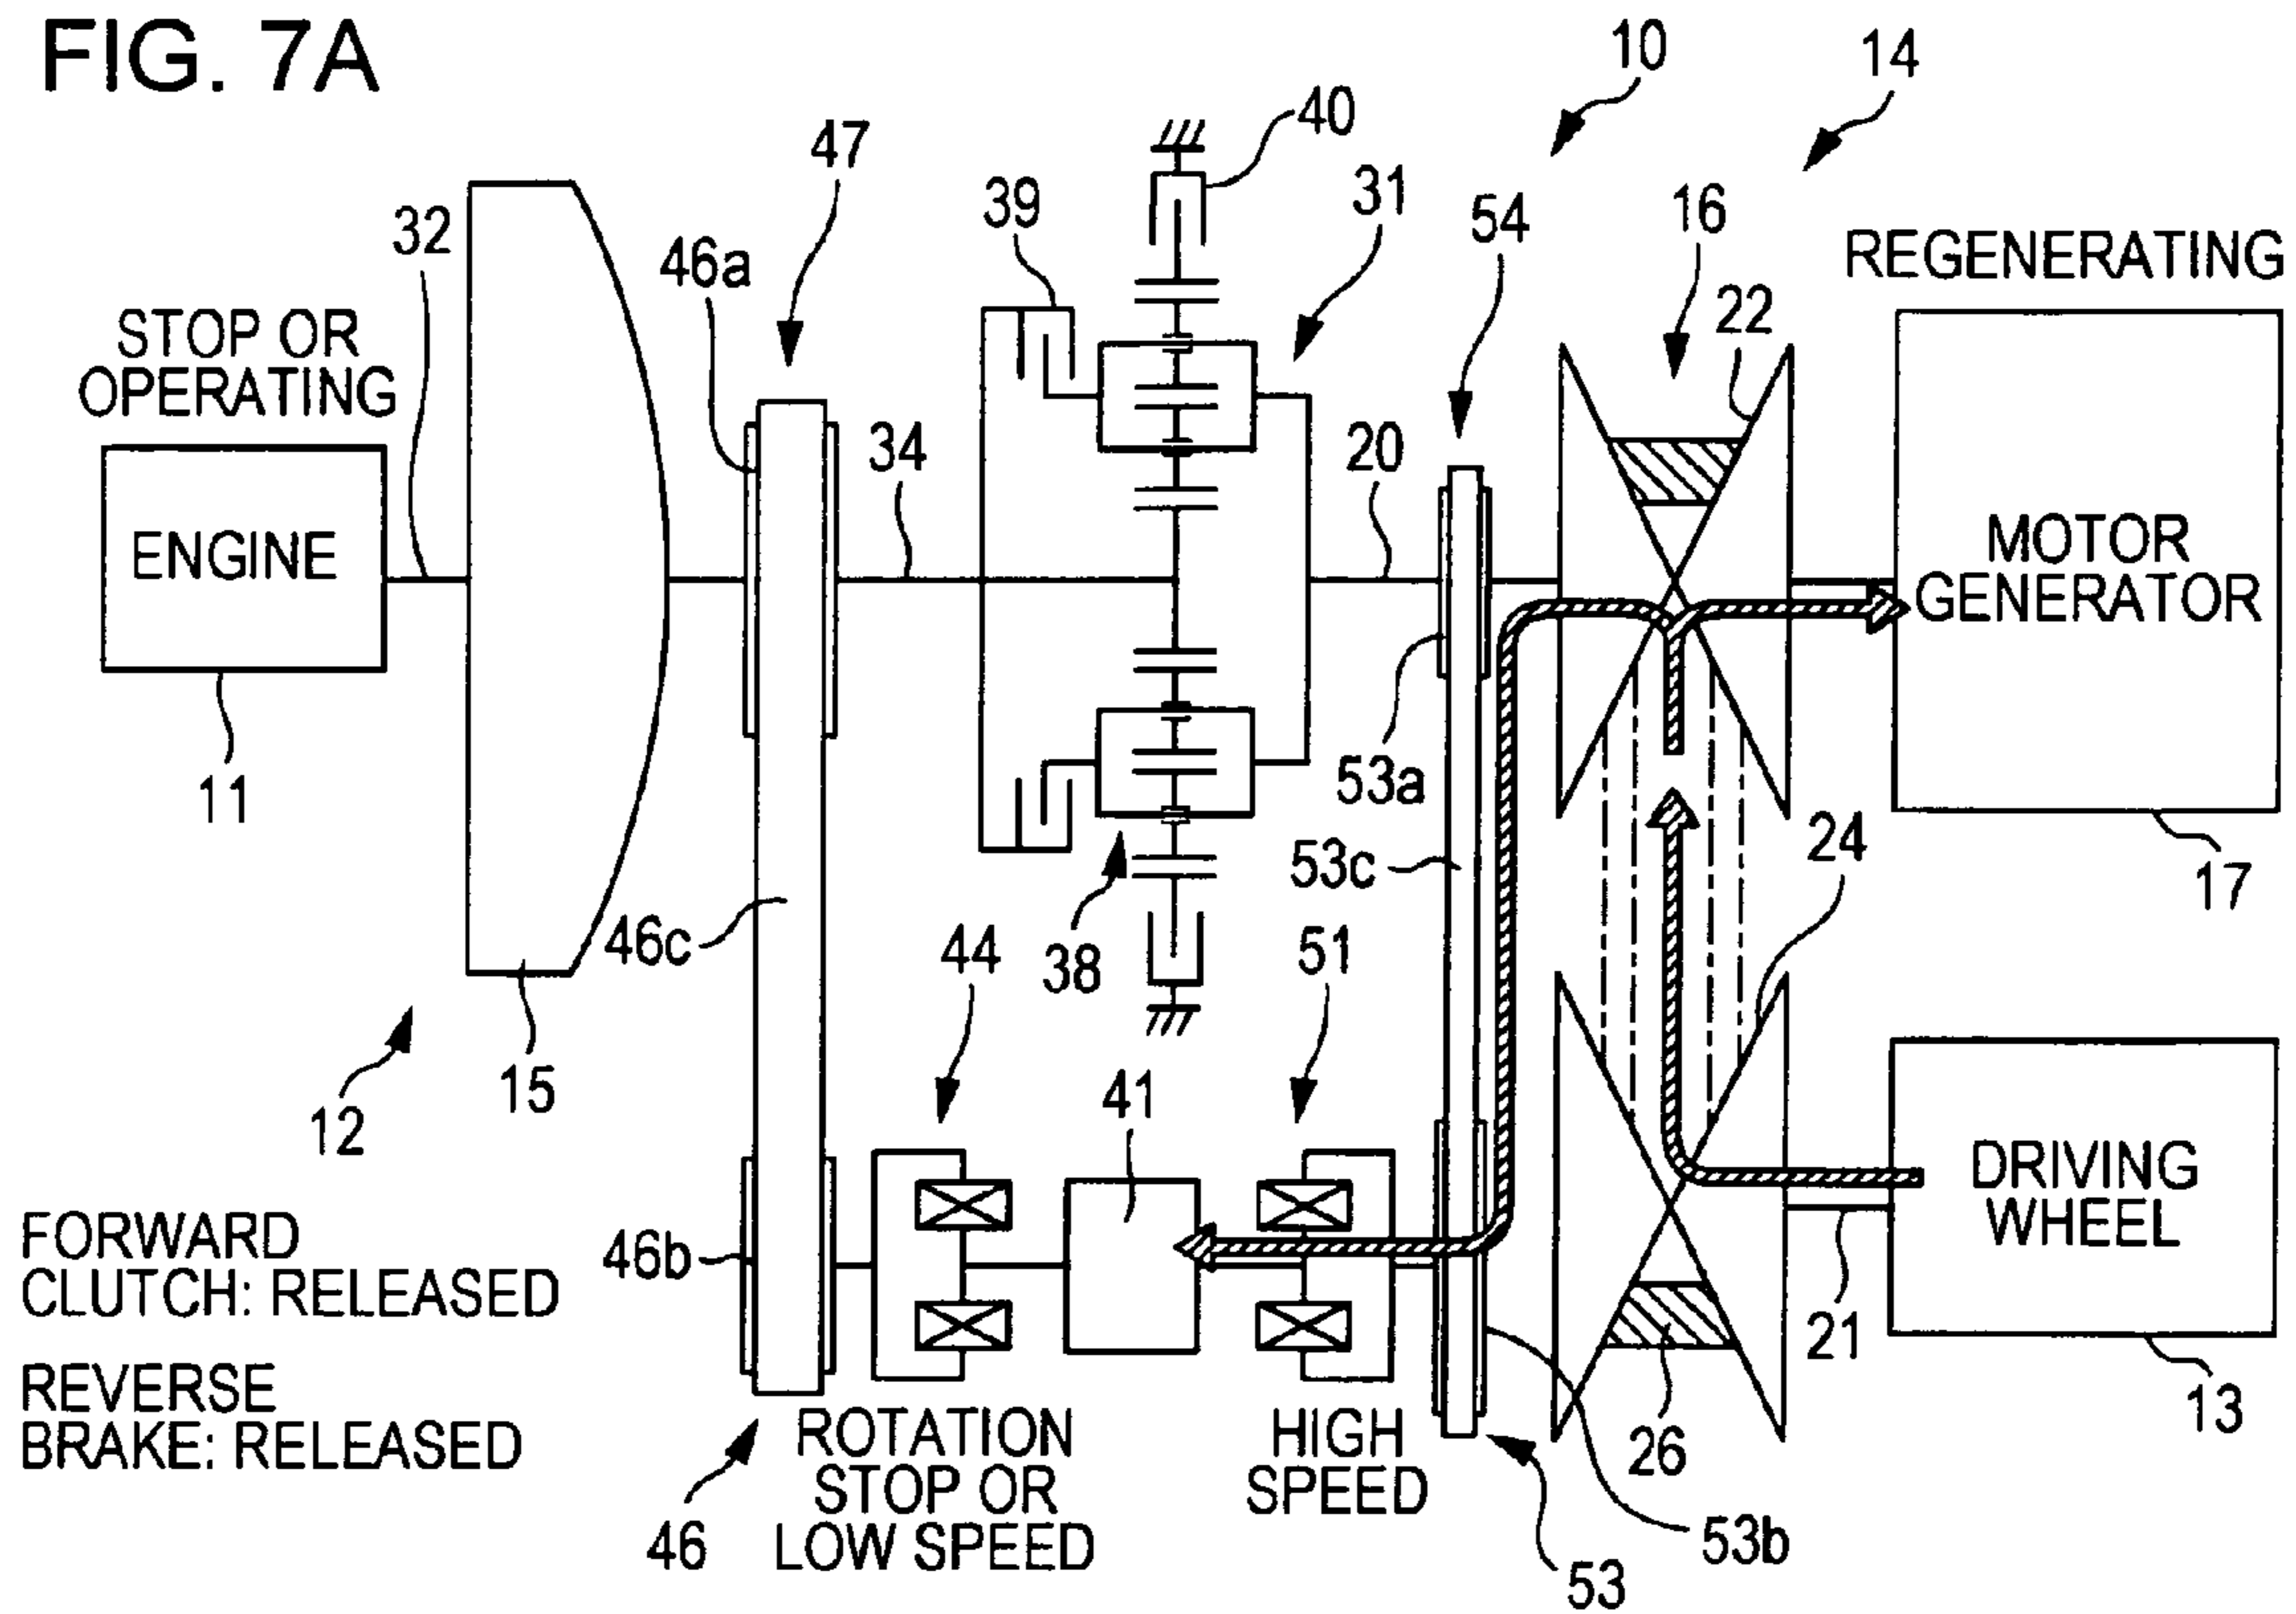 FIG. 7A
10
14
40
47
39
31
54
16
32
46a
22
REGENERATING
STOP OR
OPERATING
34
20
ENGINE
MOTOR
GENERATOR
11
53a
53c
24
17
46c
44
38
51
15
12
41
DRIVING
WHEEL
FORWARD
CLUTCH: RELEASED
46b
21
REVERSE
BRAKE: RELEASED
ROTATION
STOP OR
LOW SPEED
HIGH
SPEED
26
13
46
53b
53